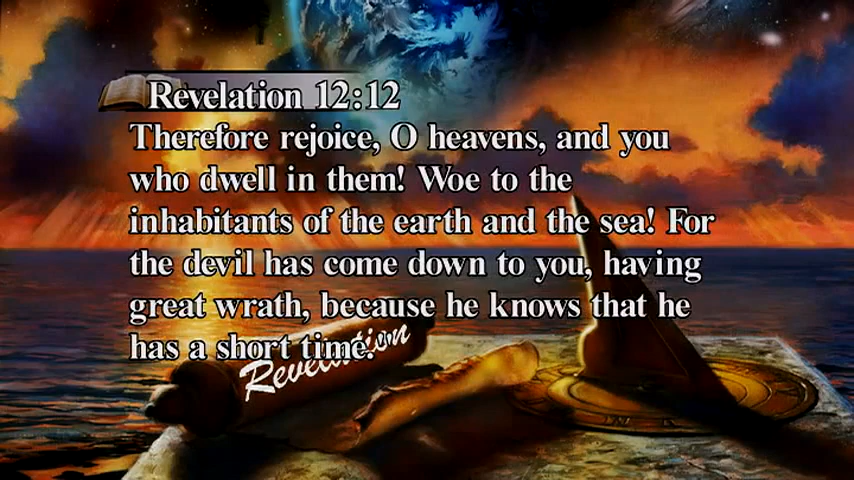 Revelation 12:12
Therefore rejoice, O heavens, and you
who dwell in them! Woe to the
inhabitants of the earth and the sea! For
the devil has come down to you, having
great wrath, because he knows that he
has a short time."
Revelation